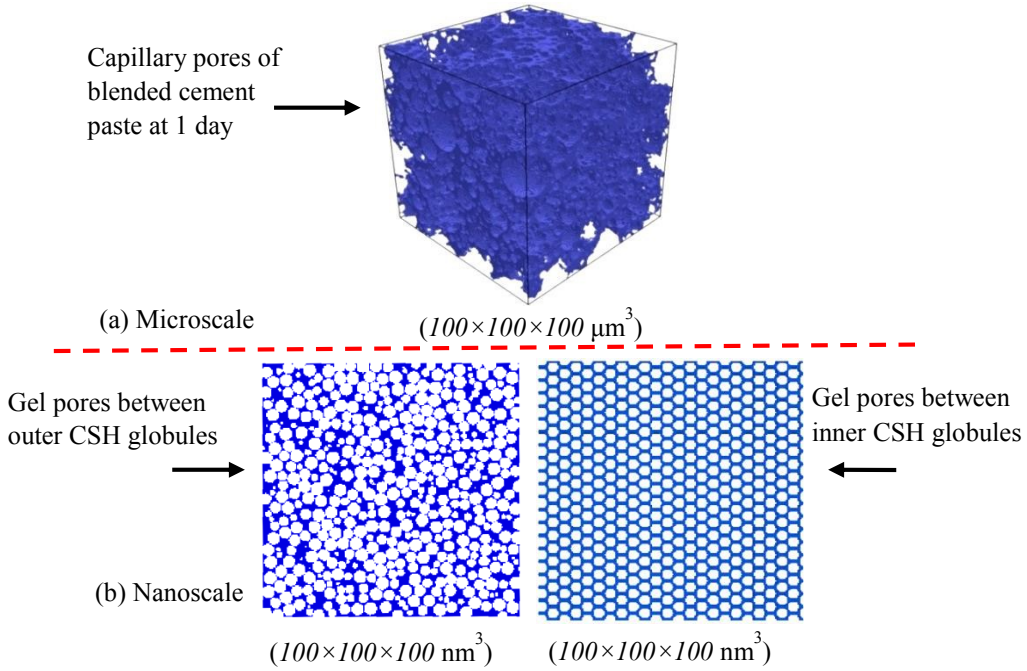 Capillary pores of
blended cement
paste at 1 day
(a) Microscale
(100×100×100 μm³)
Gel pores between
outer CSH globules
Gel pores between
inner CSH globules
(b) Nanoscale
(100×100×100 nm³)
(100×100×100 nm³)